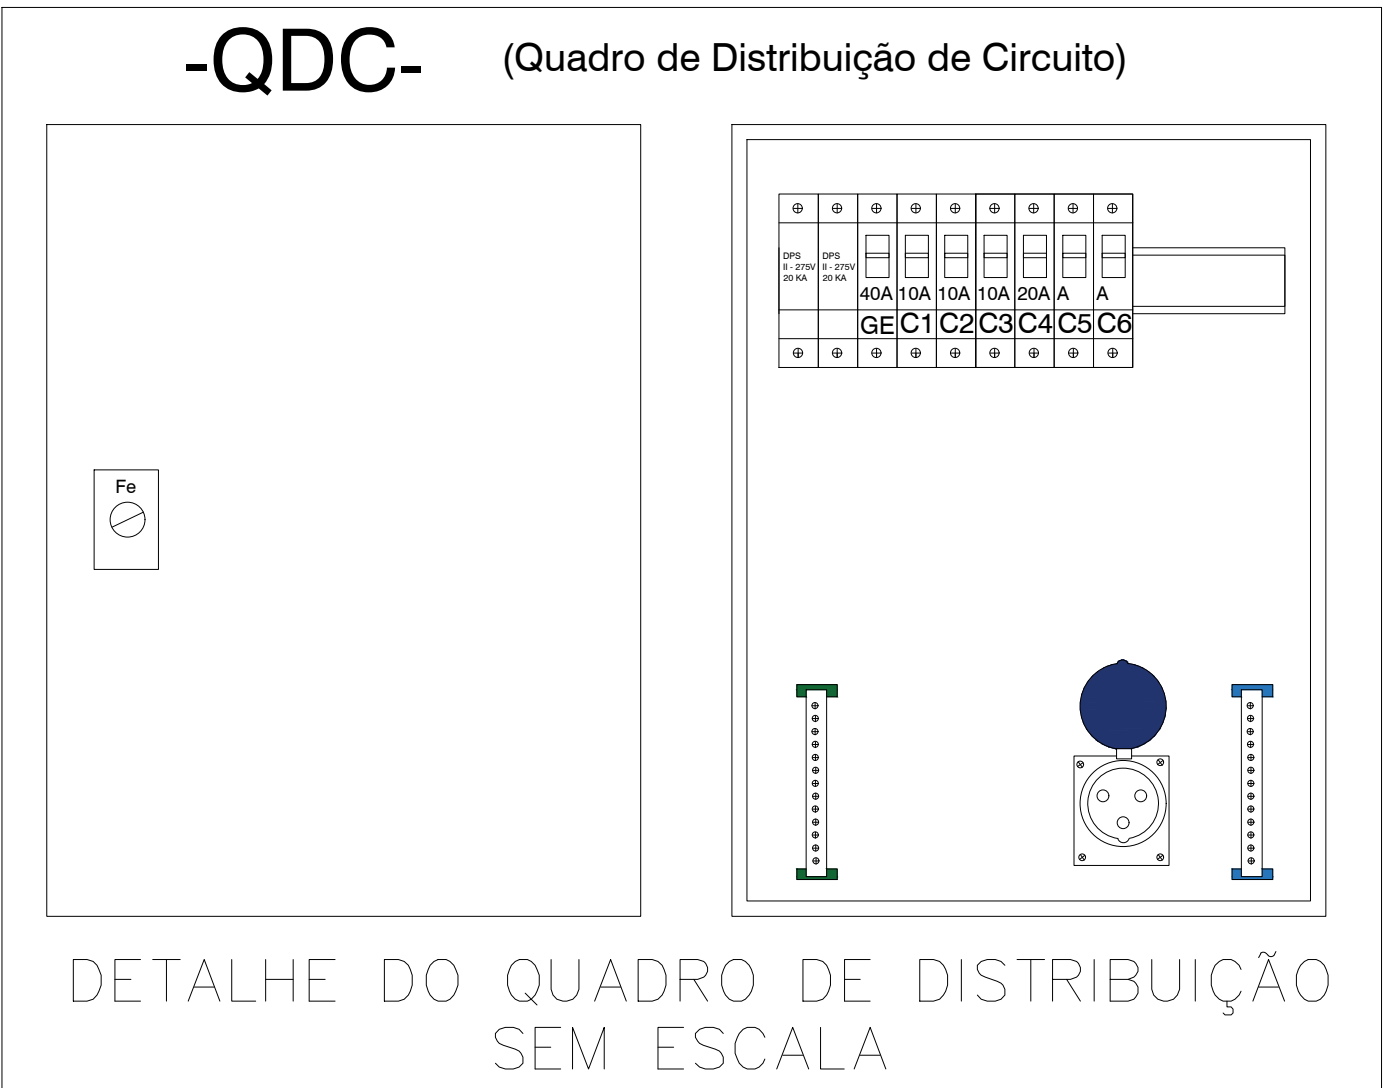 -QDC- (Quadro de Distribuição de Circuito)
DPS DPS
II - 275V II - 275V
20 KA 20 KA
40A 10A 10A 10A 20A A A
GE C1 C2 C3 C4 C5 C6
Fe
DETALHE DO QUADRO DE DISTRIBUIÇÃO
SEM ESCALA